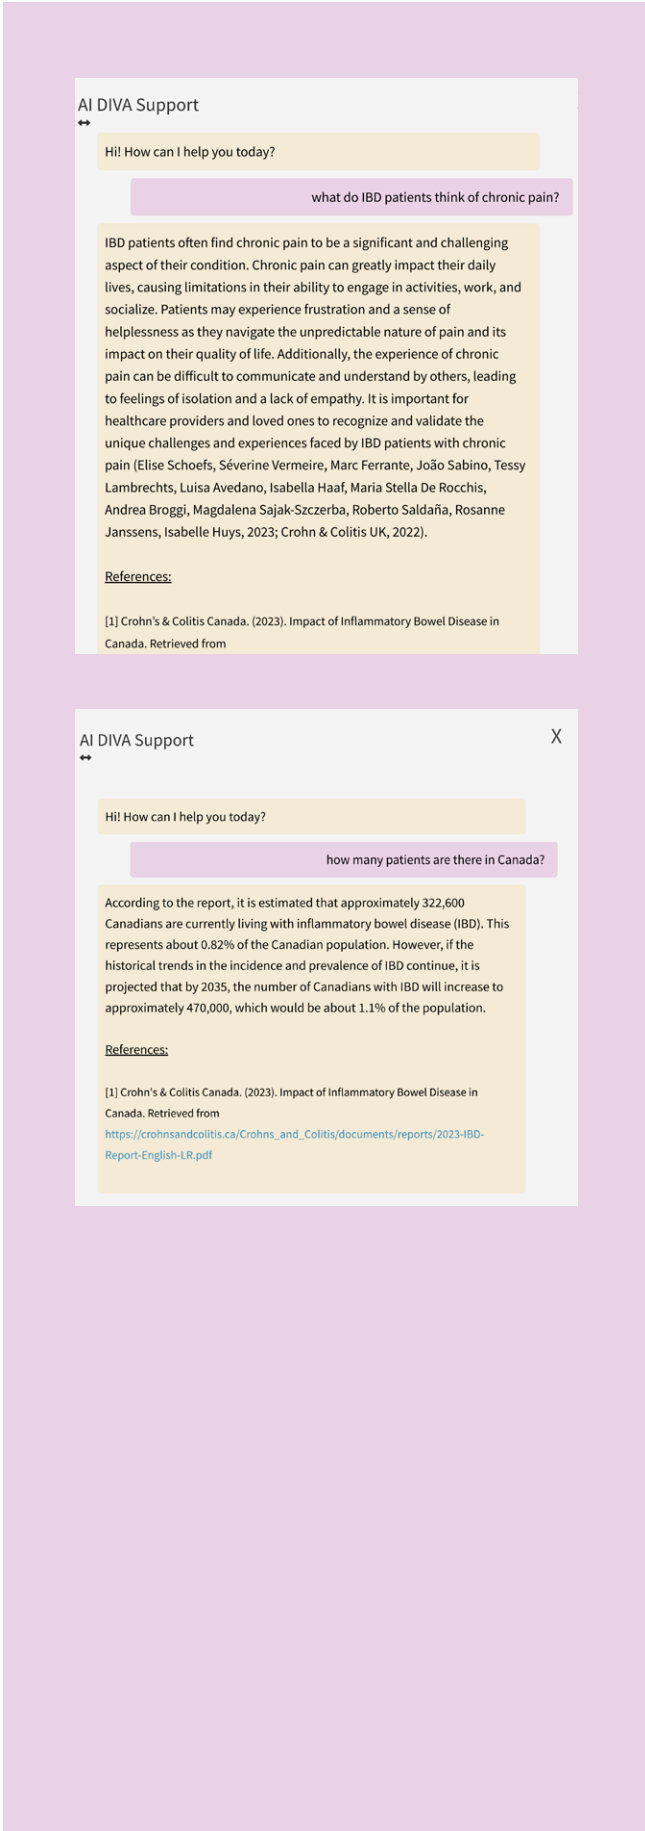 AI DIVA Support
Hi! How can I help you today?
what do IBD patients think of chronic pain?
IBD patients often find chronic pain to be a significant and challenging
aspect of their condition. Chronic pain can greatly impact their daily
lives, causing limitations in their ability to engage in activities, work, and
socialize. Patients may experience frustration and a sense of
helplessness as they navigate the unpredictable nature of pain and its
impact on their quality of life. Additionally, the experience of chronic
pain can be difficult to communicate and understand by others, leading
to feelings of isolation and a lack of empathy. It is important for
healthcare providers and loved ones to recognize and validate the
unique challenges and experiences faced by IBD patients with chronic
pain (Elise Schoefs, Séverine Vermeire, Marc Ferrante, João Sabino, Tessy
Lambrechts, Luisa Avedano, Isabella Haaf, Maria Stella De Rocchis,
Andrea Broggi, Magdalena Sajak-Szczerba, Roberto Saldaña, Rosanne
Janssens, Isabelle Huys, 2023; Crohn & Colitis UK, 2022).
References:
[1] Crohn's & Colitis Canada. (2023). Impact of Inflammatory Bowel Disease in
Canada. Retrieved from
AI DIVA Support
X
Hi! How can I help you today?
how many patients are there in Canada?
According to the report, it is estimated that approximately 322,600
Canadians are currently living with inflammatory bowel disease (IBD). This
represents about 0.82% of the Canadian population. However, if the
historical trends in the incidence and prevalence of IBD continue, it is
projected that by 2035, the number of Canadians with IBD will increase to
approximately 470,000, which would be about 1.1% of the population.
References:
[1] Crohn's & Colitis Canada. (2023). Impact of Inflammatory Bowel Disease in
Canada. Retrieved from
https://crohnsandcolitis.ca/Crohns_and_Colitis/documents/reports/2023-IBD-
Report-English-LR.pdf